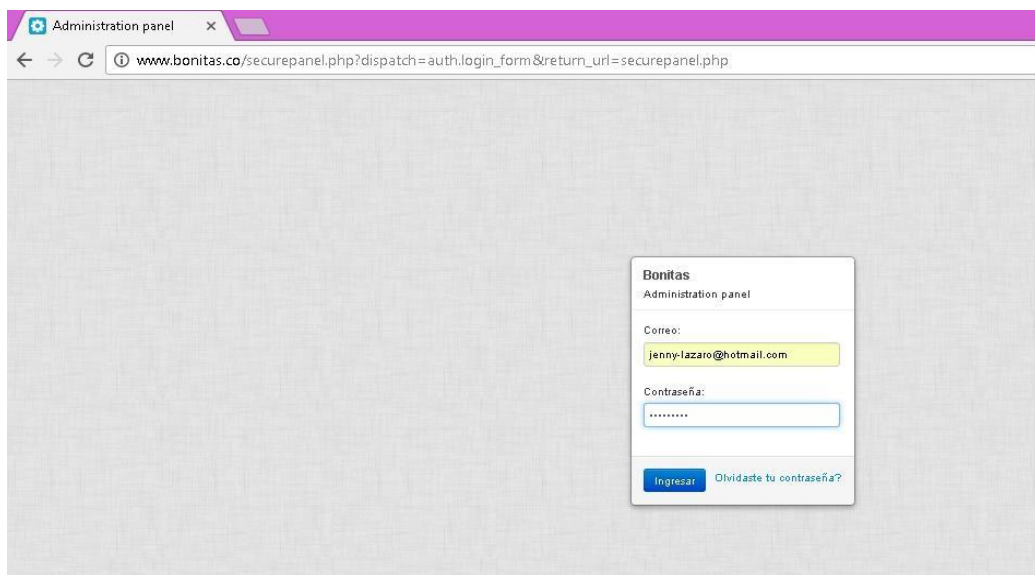 Administration panel
www.bonitas.co/securepanel.php?dispatch=auth.login_form&return_url=securepanel.php
Bonitas
Administration panel
Correo:
jenny-lazaro@hotmail.com
Contraseña:
•••••••••
Ingresar Olvidaste tu contraseña?